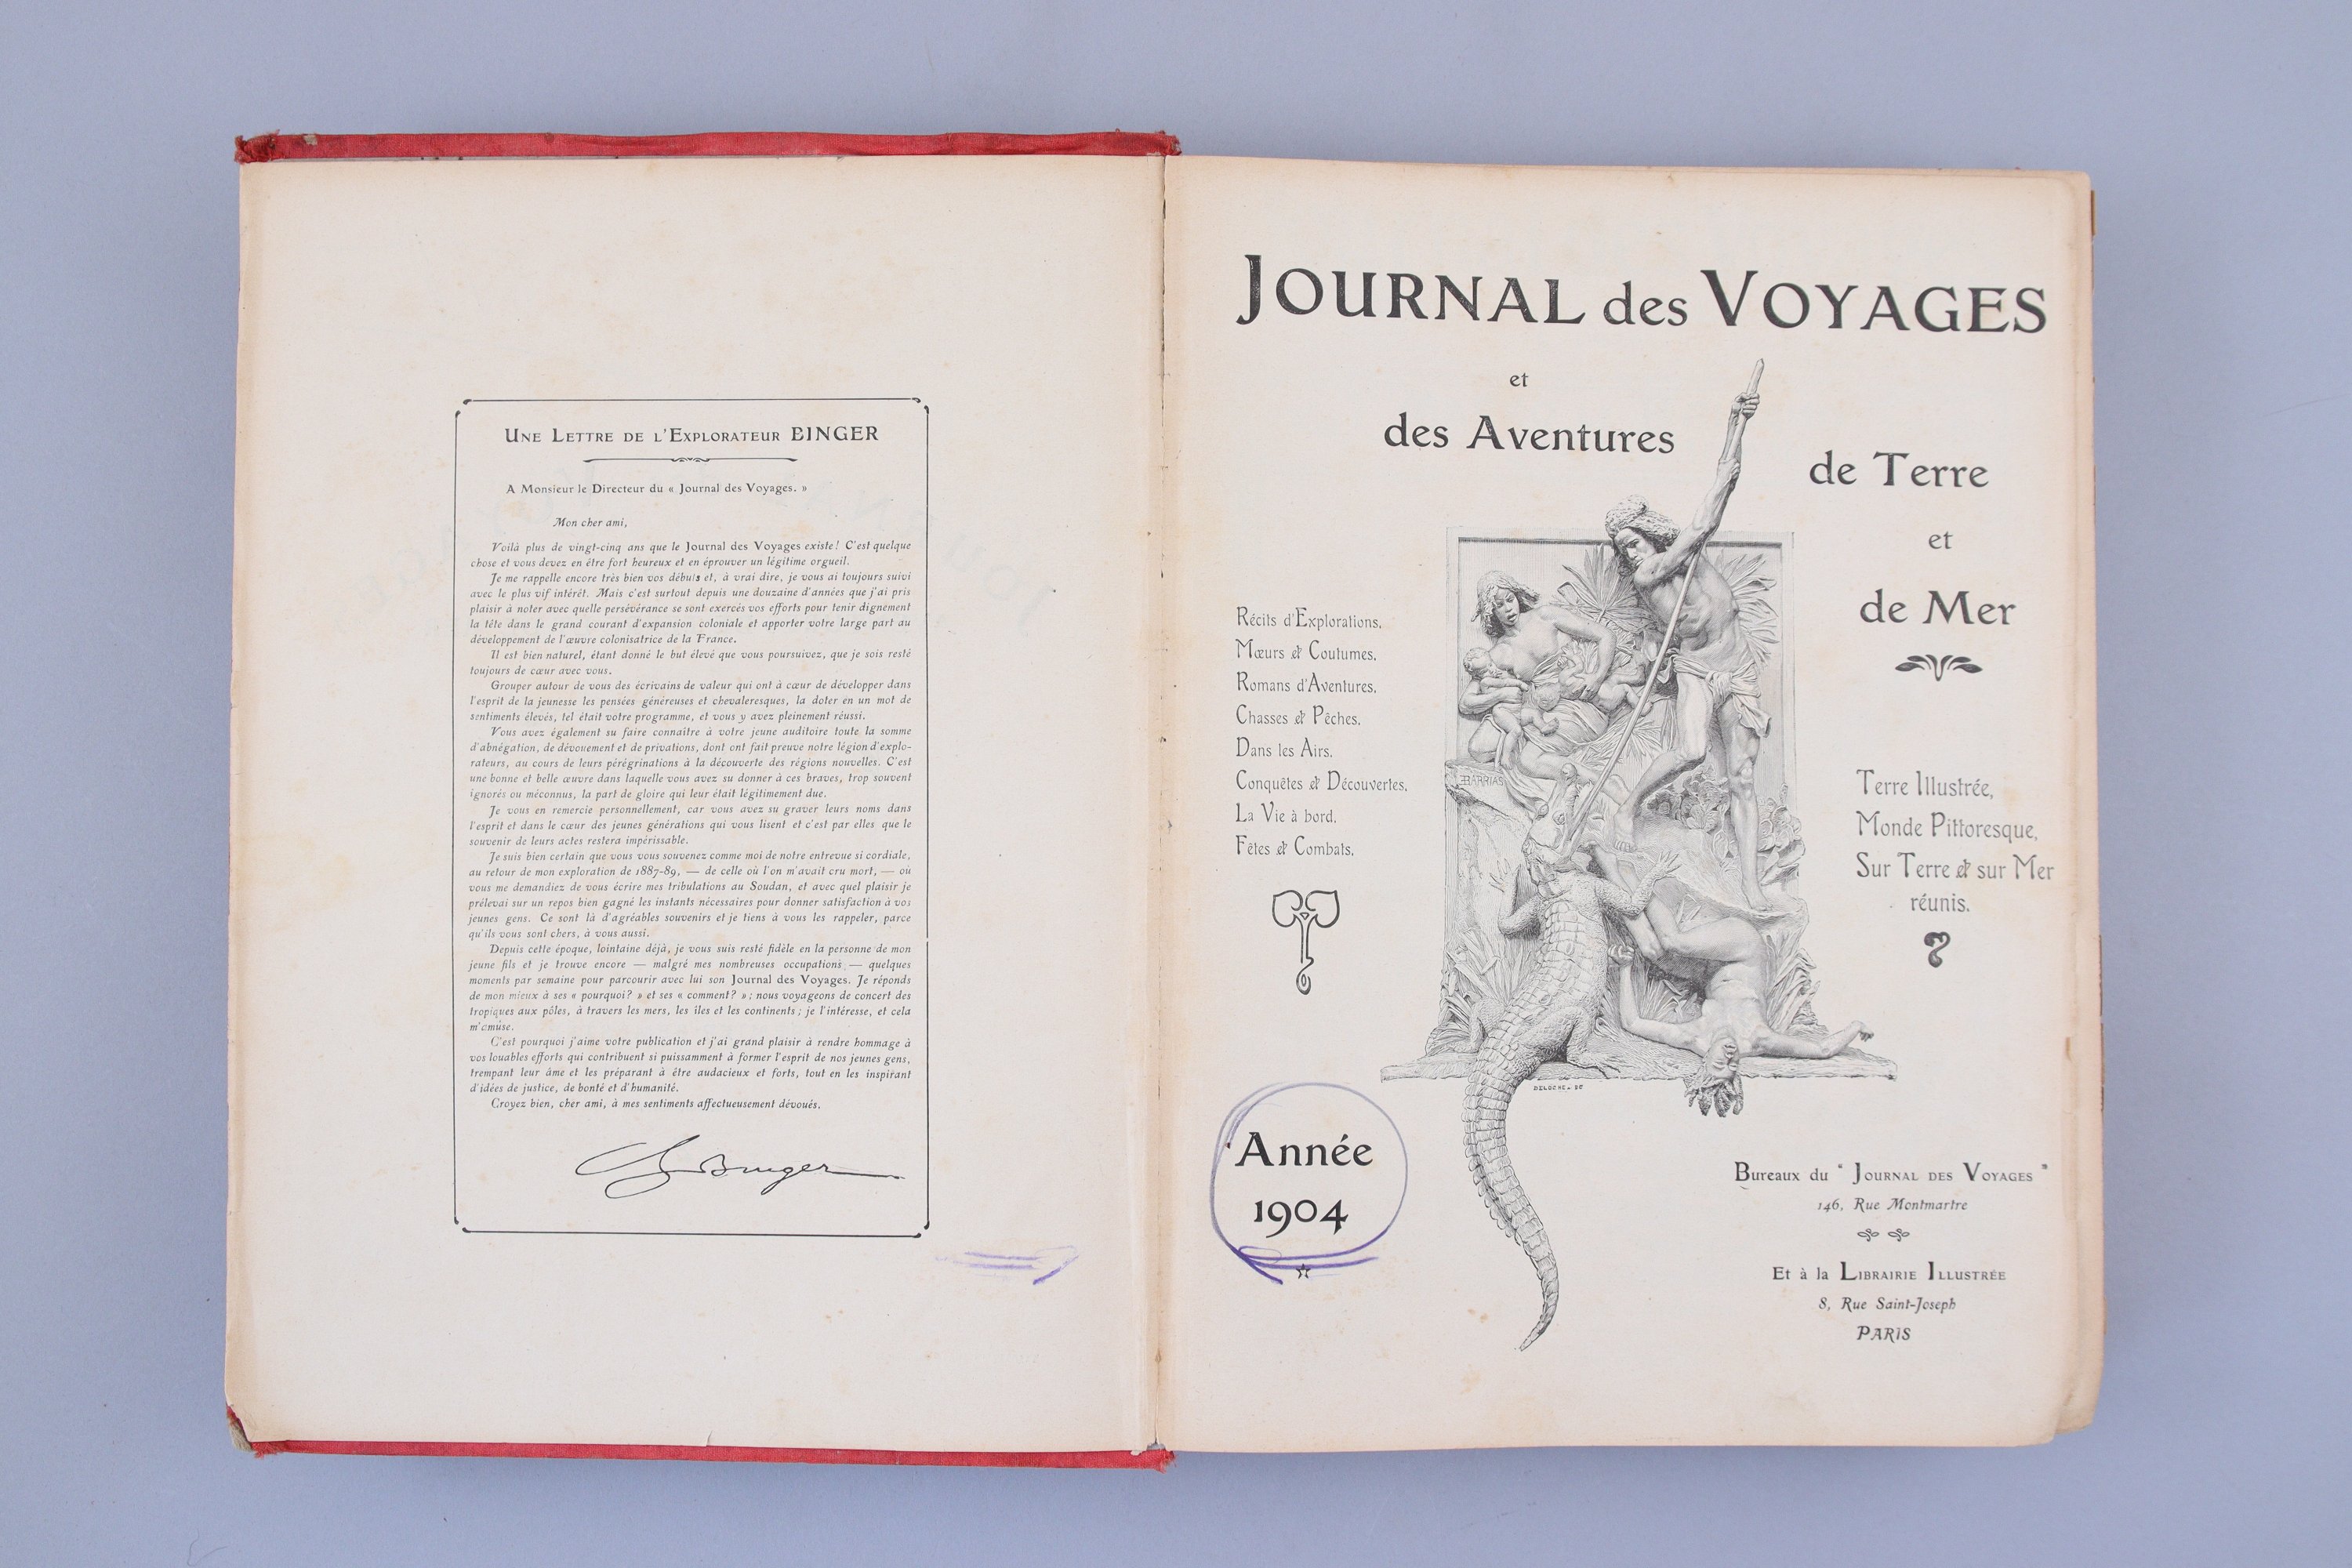 UNE LETTRE DE L'EXPLORATEUR BINGER
A Monsieur le Directeur du « Journal des Voyages. »
Mon cher ami,
Voilà plus de vingt-cinq ans que le Journal des Voyages existe! C'est quelque
chose et vous devez en être fort heureux et en éprouver un légitime orgueil.
Je me rappelle encore très bien vos débuts et, à vrai dire, je vous ai toujours suivi
avec le plus vif intérêt. Mais c'est surtout depuis une douzaine d'années que j'ai pris
plaisir à noter avec quelle persévérance se sont exercés vos efforts pour tenir dignement
la tête dans le grand courant d'expansion coloniale et apporter votre large part au
développement de l'œuvre colonisatrice de la France.
Il est bien naturel, étant donné le but élevé que vous poursuivez, que je sois resté
toujours de cœur avec vous.
Grouper autour de vous des écrivains de valeur qui ont à cœur de développer dans
l'esprit de la jeunesse les pensées généreuses et chevaleresques, la doter en un mot de
sentiments élevés, tel était votre programme, et vous y avez pleinement réussi.
Vous avez également su faire connaître à votre jeune auditoire toute la somme
d'abnégation, de dévouement et de privations, dont ont fait preuve notre légion d'explo-
rateurs, au cours de leurs pérégrinations à la découverte des régions nouvelles. C'est
une bonne et belle œuvre dans laquelle vous avez su donner à ces braves, trop souvent
ignorés ou méconnus, la part de gloire qui leur était légitimement due.
Je vous en remercie personnellement, car vous avez su graver leurs noms dans
l'esprit et dans le cœur des jeunes générations qui vous lisent et c'est par elles que le
souvenir de leurs actes restera impérissable.
Je suis bien certain que vous vous souvenez comme moi de notre entrevue si cordiale,
au retour de mon exploration de 1887-89, — de celle où l'on m'avait cru mort, — où
vous me demandiez de vous écrire mes tribulations au Soudan, et avec quel plaisir je
prélevai sur un repos bien gagné les instants nécessaires pour donner satisfaction à vos
jeunes gens. Ce sont là d'agréables souvenirs et je tiens à vous les rappeler, parce
qu'ils vous sont chers, à vous aussi.
Depuis cette époque, lointaine déjà, je vous suis resté fidèle en la personne de mon
jeune fils et je trouve encore — malgré mes nombreuses occupations — quelques
moments par semaine pour parcourir avec lui son Journal des Voyages. Je réponds
de mon mieux à ses « pourquoi? » et ses « comment? »; nous voyageons de concert des
tropiques aux pôles, à travers les mers, les îles et les continents; je l'intéresse, et cela
m'amuse.
C'est pourquoi j'aime votre publication et j'ai grand plaisir à rendre hommage à
vos louables efforts qui contribuent si puissamment à former l'esprit de nos jeunes gens,
trempant leur âme et les préparant à être audacieux et forts, tout en les inspirant
d'idées de justice, de bonté et d'humanité.
Croyez bien, cher ami, à mes sentiments affectueusement dévoués.
Binger
JOURNAL des VOYAGES
et
des Aventures
de Terre
et
de Mer
Récits d'Explorations.
Mœurs & Coutumes.
Romans d'Aventures.
Chasses & Pêches.
Dans les Airs.
Conquêtes & Découvertes.
La Vie à bord.
Fêtes & Combats.
BARRIAS
Terre Illustrée,
Monde Pittoresque,
Sur Terre & sur Mer
réunis.
DELOCHE. SC
Année
1904
Bureaux du "JOURNAL DES VOYAGES"
146, Rue Montmartre
Et à la LIBRAIRIE ILLUSTRÉE
8, Rue Saint-Joseph
PARIS